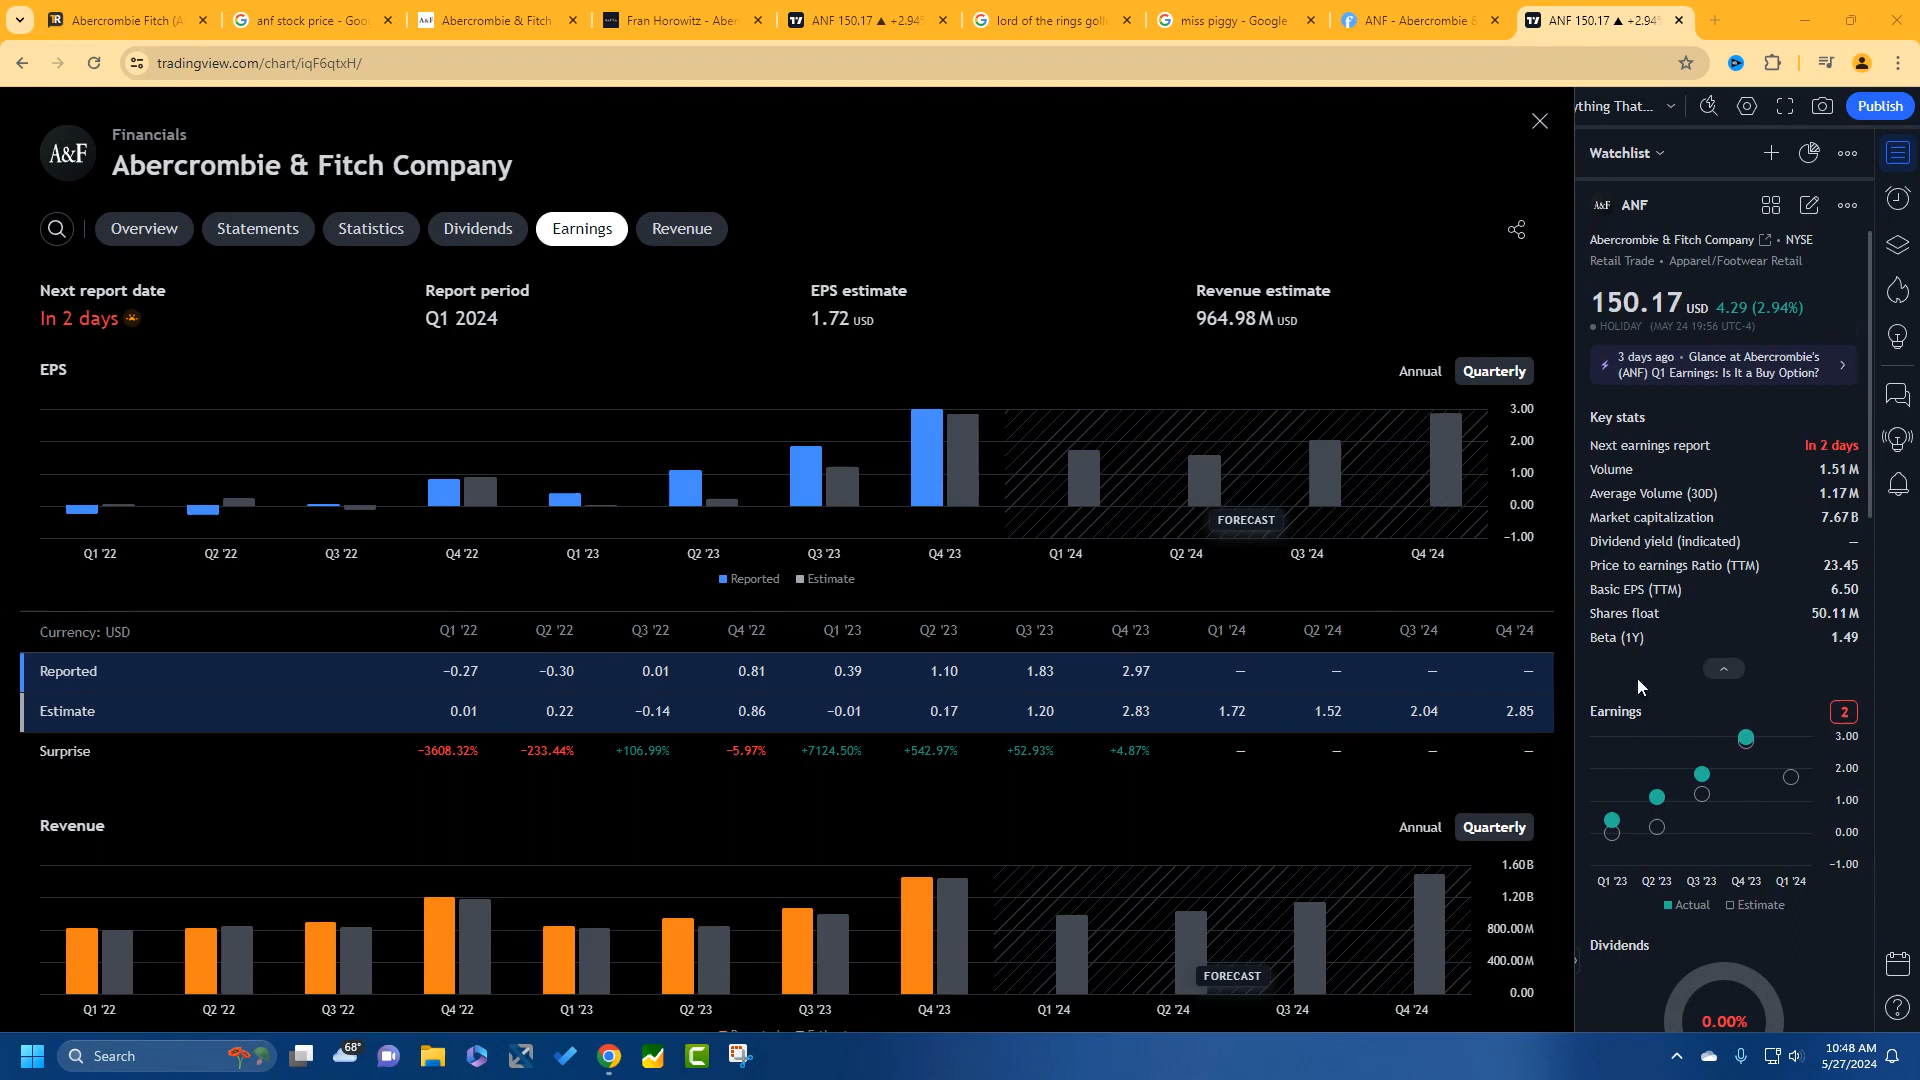 Abercrombie Fitch (A
anf stock price - Goo
Abercrombie & Fitch
Fran Horowitz - Aber
ANF 150.17 ▲ +2.94
lord of the rings goll
miss piggy - Google
ANF - Abercrombie &
ANF 150.17 ▲ +2.94
tradingview.com/chart/iqF6qtxH/
A&F
Financials
Abercrombie & Fitch Company
Overview Statements Statistics Dividends Earnings Revenue
Next report date Report period EPS estimate Revenue estimate
In 2 days Q1 2024 1.72 USD 964.98 M USD
EPS Annual Quarterly
3.00
2.00
1.00
0.00
FORECAST
−1.00
Q1 '22 Q2 '22 Q3 '22 Q4 '22 Q1 '23 Q2 '23 Q3 '23 Q4 '23 Q1 '24 Q2 '24 Q3 '24 Q4 '24
Reported Estimate
Currency: USD Q1 '22 Q2 '22 Q3 '22 Q4 '22 Q1 '23 Q2 '23 Q3 '23 Q4 '23 Q1 '24 Q2 '24 Q3 '24 Q4 '24
Reported −0.27 −0.30 0.01 0.81 0.39 1.10 1.83 2.97 — — — —
Estimate 0.01 0.22 −0.14 0.86 −0.01 0.17 1.20 2.83 1.72 1.52 2.04 2.85
Surprise −3608.32% −233.44% +106.99% −5.97% +7124.50% +542.97% +52.93% +4.87% — — — —
Revenue Annual Quarterly
1.60B
1.20B
800.00M
400.00M
FORECAST
0.00
Q1 '22 Q2 '22 Q3 '22 Q4 '22 Q1 '23 Q2 '23 Q3 '23 Q4 '23 Q1 '24 Q2 '24 Q3 '24 Q4 '24
ything That...
Publish
Watchlist
A&F ANF
Abercrombie & Fitch Company • NYSE
Retail Trade • Apparel/Footwear Retail
150.17 USD 4.29 (2.94%)
HOLIDAY (MAY 24 19:56 UTC-4)
3 days ago • Glance at Abercrombie's
(ANF) Q1 Earnings: Is It a Buy Option?
Key stats
Next earnings report In 2 days
Volume 1.51 M
Average Volume (30D) 1.17 M
Market capitalization 7.67 B
Dividend yield (indicated) —
Price to earnings Ratio (TTM) 23.45
Basic EPS (TTM) 6.50
Shares float 50.11 M
Beta (1Y) 1.49
Earnings 2
3.00
2.00
1.00
0.00
−1.00
Q1 '23 Q2 '23 Q3 '23 Q4 '23 Q1 '24
Actual Estimate
Dividends
0.00%
Search
68°
10:48 AM
5/27/2024